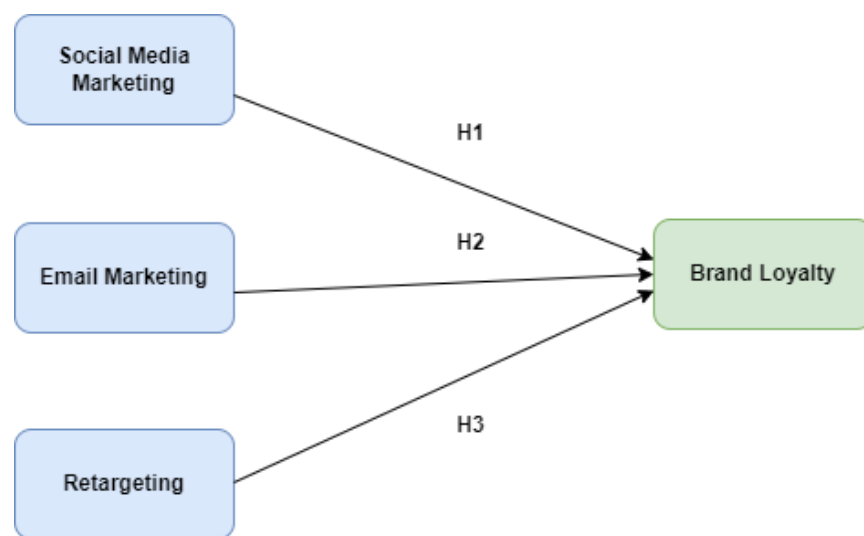 Social Media
Marketing
H1
Email Marketing
H2
Brand Loyalty
Retargeting
H3